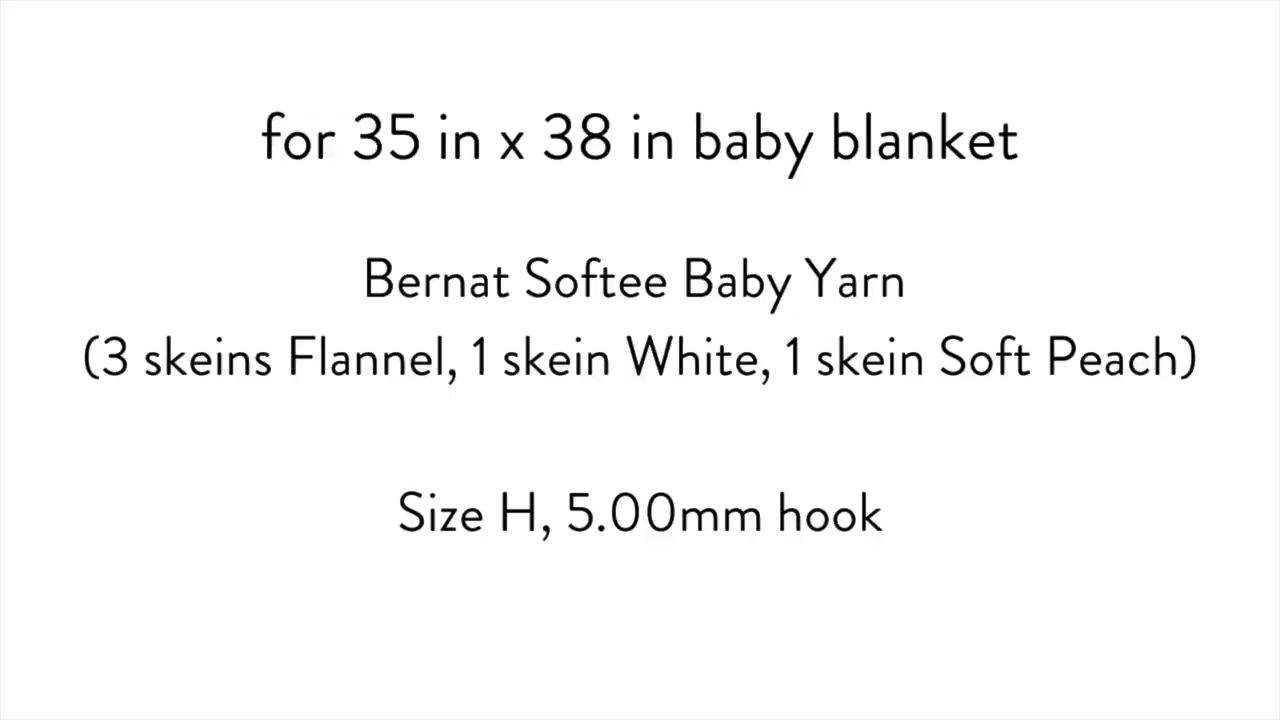 for 35 in x 38 in baby blanket
Bernat Softee Baby Yarn
(3 skeins Flannel, 1 skein White, 1 skein Soft Peach)
Size H, 5.00mm hook